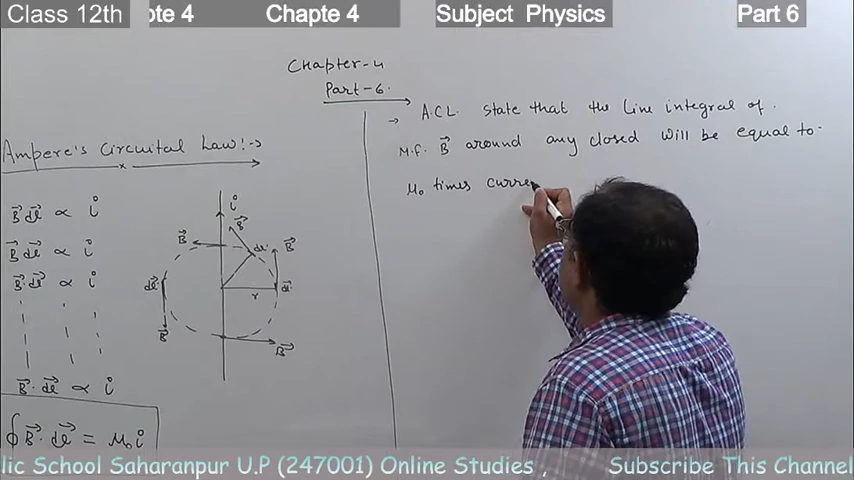 Class 12th
pte 4
Chapte 4
Subject Physics
Part 6
Chapter-4
Part-6.
Ampere's Circuital Law:->
B⃗ dl⃗ ∝ i
B⃗ dl⃗ ∝ i
B⃗. dl⃗ ∝ i
B⃗. dl⃗ ∝ i
∮B⃗. dl⃗ = μ₀i
i
B⃗
B⃗
dl
B⃗
dl⃗
r
dl
B⃗
B⃗
→ A.C.L. state that the line integral of.
M.F. B⃗ around any closed will be equal to-
μ₀ times curre
lic School Saharanpur U.P (247001) Online Studies , Subscribe This Channel